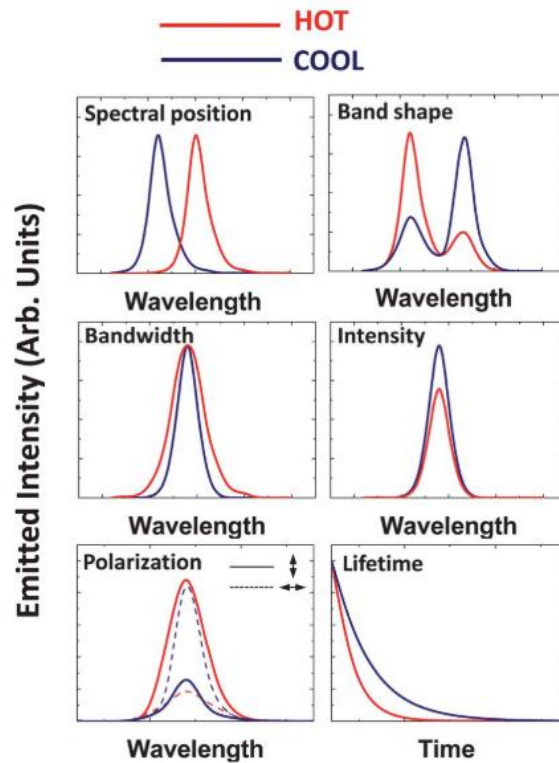 HOT
COOL
Emitted Intensity (Arb. Units)
Spectral position
Wavelength
Band shape
Wavelength
Bandwidth
Wavelength
Intensity
Wavelength
Polarization
Wavelength
Lifetime
Time